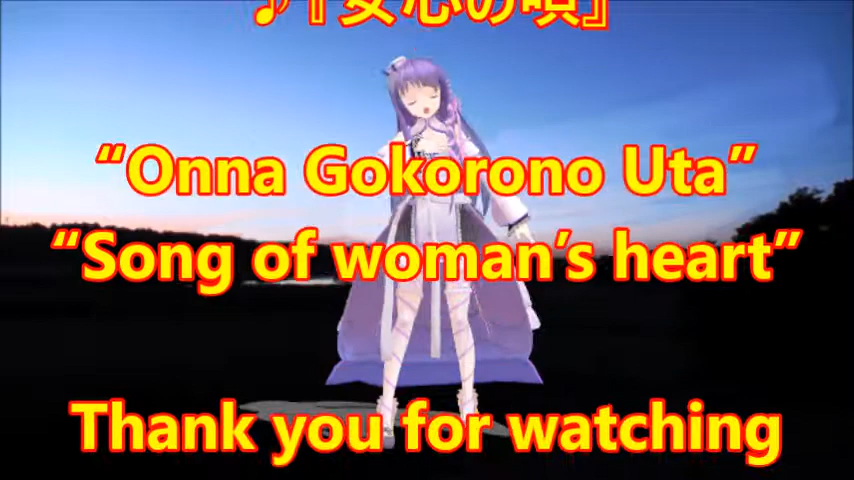 ♪『女心の唄』
“Onna Gokorono Uta”
“Song of woman’s heart”
Thank you for watching